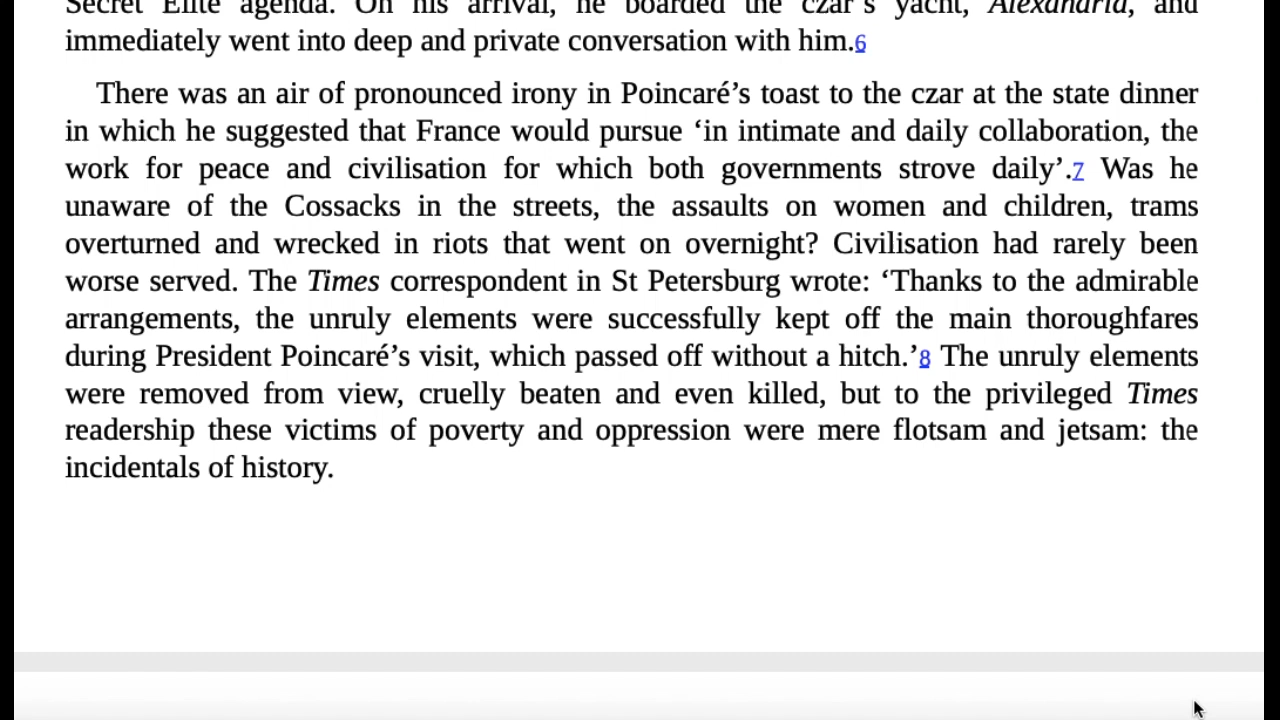 Secret Elite agenda. On his arrival, he boarded the czar’s yacht, Alexandria, and
immediately went into deep and private conversation with him.6
There was an air of pronounced irony in Poincaré’s toast to the czar at the state dinner
in which he suggested that France would pursue ‘in intimate and daily collaboration, the
work for peace and civilisation for which both governments strove daily’.7 Was he
unaware of the Cossacks in the streets, the assaults on women and children, trams
overturned and wrecked in riots that went on overnight? Civilisation had rarely been
worse served. The Times correspondent in St Petersburg wrote: ‘Thanks to the admirable
arrangements, the unruly elements were successfully kept off the main thoroughfares
during President Poincaré’s visit, which passed off without a hitch.’8 The unruly elements
were removed from view, cruelly beaten and even killed, but to the privileged Times
readership these victims of poverty and oppression were mere flotsam and jetsam: the
incidentals of history.